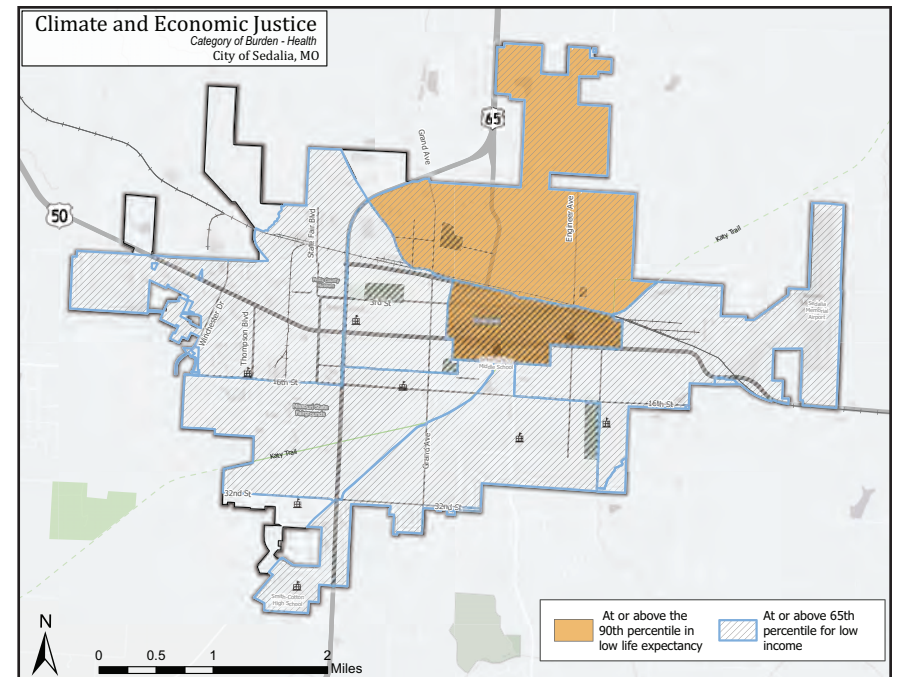 Climate and Economic Justice
Category of Burden - Health
City of Sedalia, MO
65
Grand Ave
50
State Fair Blvd
Engineer Ave
Katy Trail
3rd St
Winchester Dr
Thompson Blvd
Sedalia
Memorial
Airport
Middle School
16th St
16th St
Grand Ave
Katy Trail
32nd St
32nd St
Smith-Cotton
High School
N
0 0.5 1 2
Miles
At or above the
90th percentile in
low life expectancy
At or above 65th
percentile for low
income